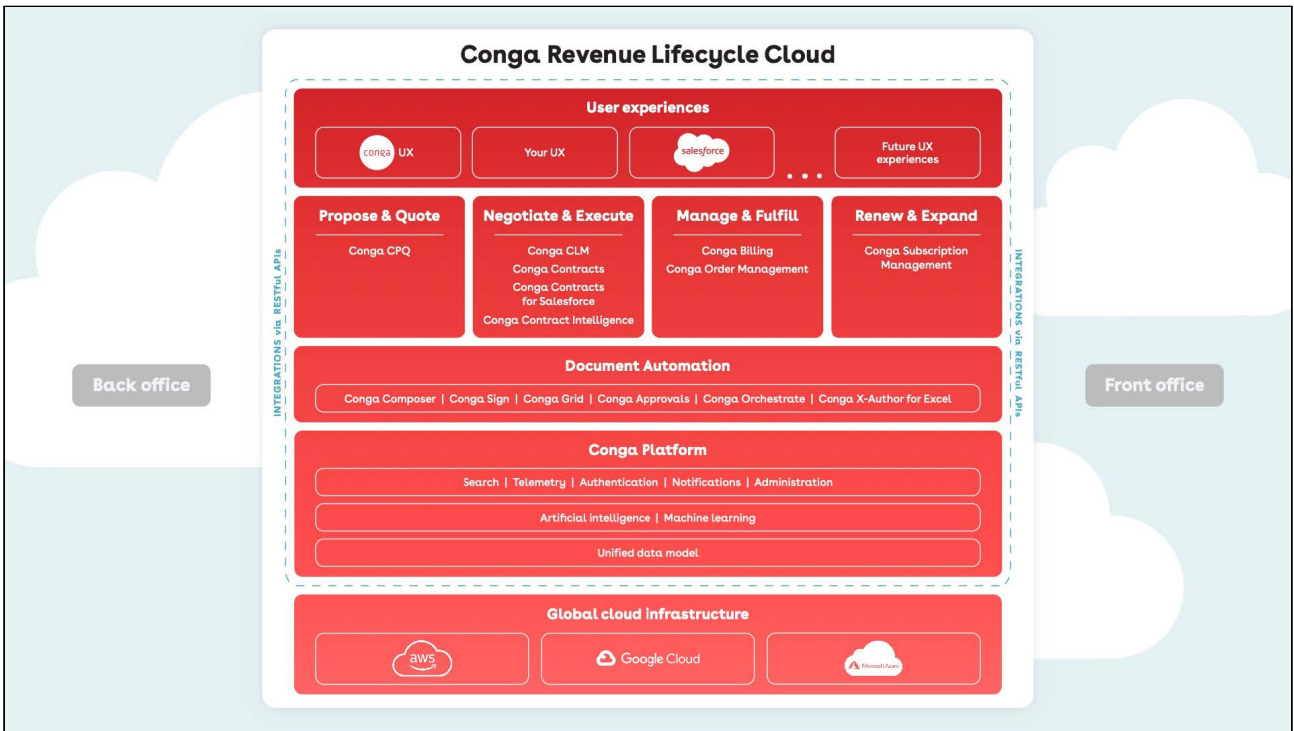 Conga Revenue Lifecycle Cloud
User experiences
conga UX
Your UX
salesforce
...
Future UX
experiences
Propose & Quote
Conga CPQ
Negotiate & Execute
Conga CLM
Conga Contracts
Conga Contracts
for Salesforce
Conga Contract Intelligence
Manage & Fulfill
Conga Billing
Conga Order Management
Renew & Expand
Conga Subscription
Management
INTEGRATIONS via RESTful APIs
INTEGRATIONS via RESTful APIs
Back office
Front office
Document Automation
Conga Composer | Conga Sign | Conga Grid | Conga Approvals | Conga Orchestrate | Conga X-Author for Excel
Conga Platform
Search | Telemetry | Authentication | Notifications | Administration
Artificial intelligence | Machine learning
Unified data model
Global cloud infrastructure
aws
Google Cloud
Microsoft Azure